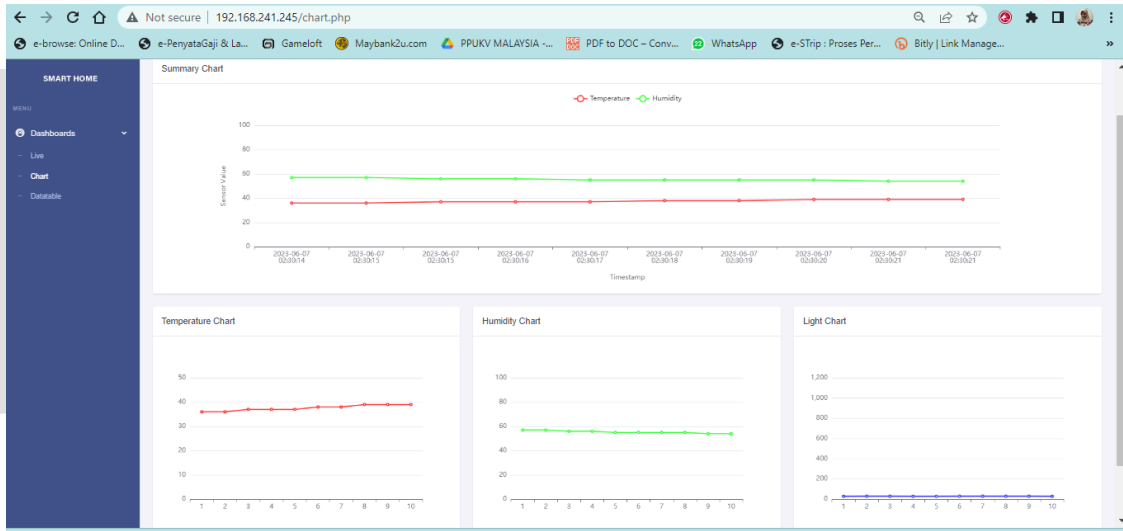 Not secure | 192.168.241.245/chart.php
e-browse: Online D... e-PenyataGaji & La... Gameloft Maybank2u.com PPUKV MALAYSIA -... PDF to DOC – Conv... 22 WhatsApp e-STrip : Proses Per... Bitly | Link Manage... »
SMART HOME
MENU
Dashboards
Live
Chart
Datatable
Summary Chart
Temperature Humidity
Sensor Value
100
80
60
40
20
0
2023-06-07 2023-06-07 2023-06-07 2023-06-07 2023-06-07 2023-06-07 2023-06-07 2023-06-07 2023-06-07 2023-06-07
02:30:14 02:30:15 02:30:15 02:30:16 02:30:17 02:30:18 02:30:19 02:30:20 02:30:21 02:30:21
Timestamp
Temperature Chart
50
40
30
20
10
0
1 2 3 4 5 6 7 8 9 10
Humidity Chart
100
80
60
40
20
0
1 2 3 4 5 6 7 8 9 10
Light Chart
1,200
1,000
800
600
400
200
0
1 2 3 4 5 6 7 8 9 10